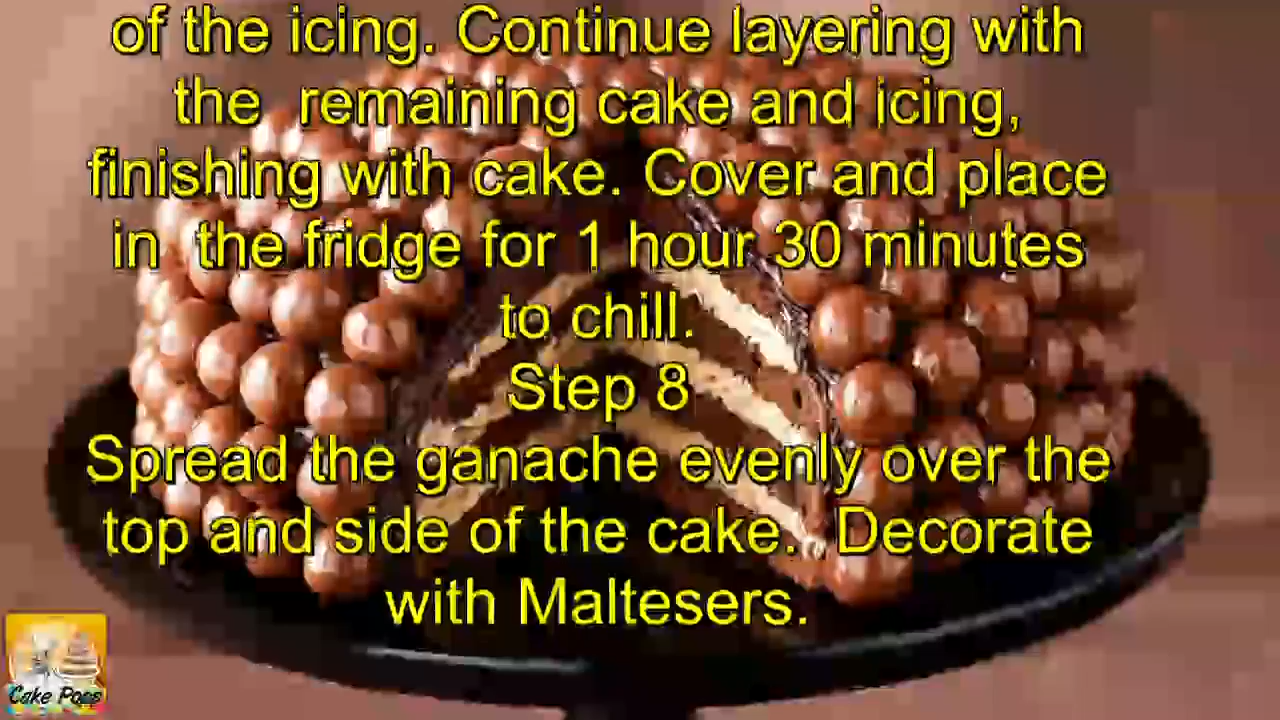 of the icing. Continue layering with
the remaining cake and icing,
finishing with cake. Cover and place
in the fridge for 1 hour 30 minutes
to chill.
Step 8
Spread the ganache evenly over the
top and side of the cake. Decorate
with Maltesers.
Cake Pops